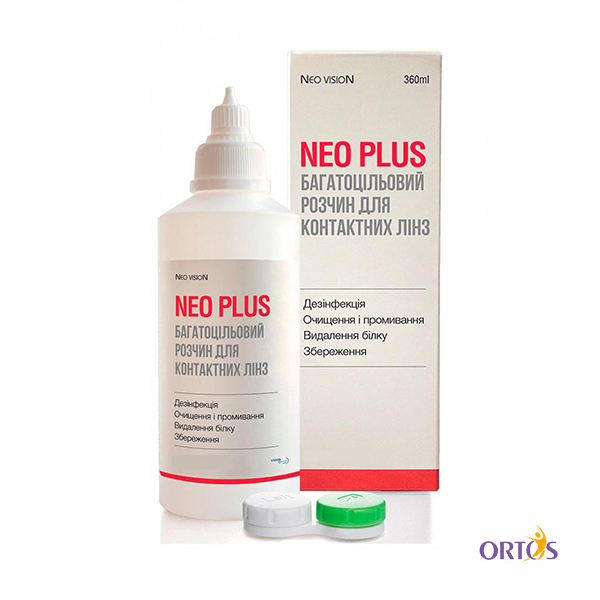 NEO VISION
360ml
NEO PLUS
БАГАТОЦІЛЬОВИЙ
РОЗЧИН ДЛЯ
КОНТАКТНИХ ЛІНЗ
Дезінфекція
Очищення і промивання
Видалення білку
Збереження
NEO VISION
NEO PLUS
БАГАТОЦІЛЬОВИЙ
РОЗЧИН ДЛЯ
КОНТАКТНИХ ЛІНЗ
Дезінфекція
Очищення і промивання
Видалення білку
Збереження
R
ORTOS